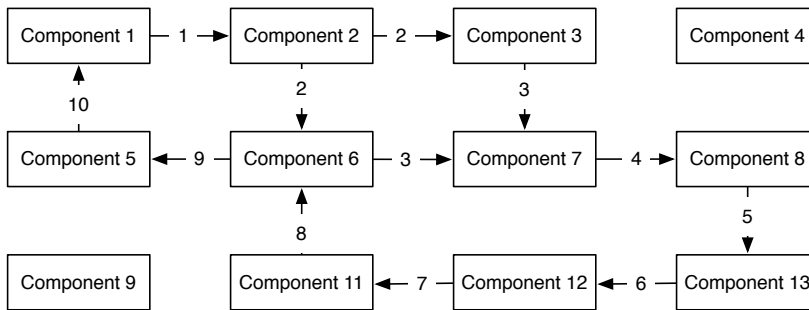 Component 1 1 Component 2 2 Component 3 Component 4
10 2 3
Component 5 9 Component 6 3 Component 7 4 Component 8
8 5
Component 9 Component 11 7 Component 12 6 Component 13